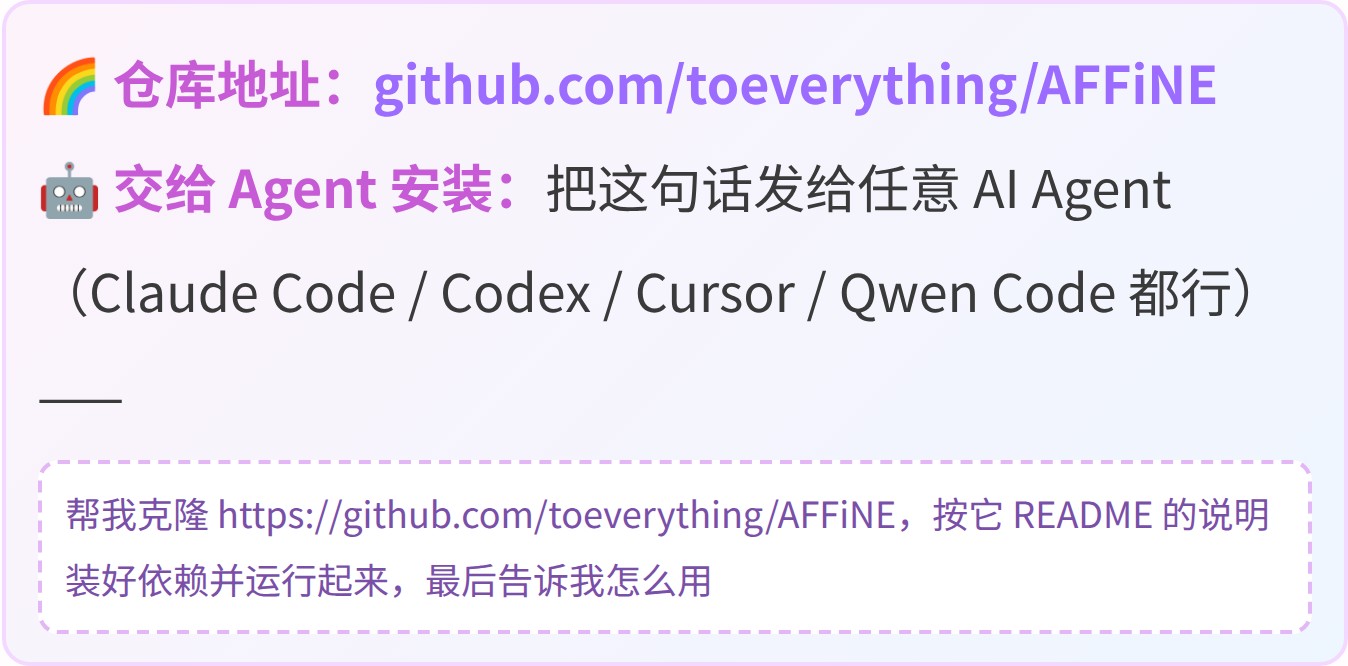 🌈 仓库地址：github.com/toeverything/AFFiNE
🤖 交给 Agent 安装：把这句话发给任意 AI Agent
（Claude Code / Codex / Cursor / Qwen Code 都行）
——
帮我克隆 https://github.com/toeverything/AFFiNE，按它 README 的说明
装好依赖并运行起来，最后告诉我怎么用